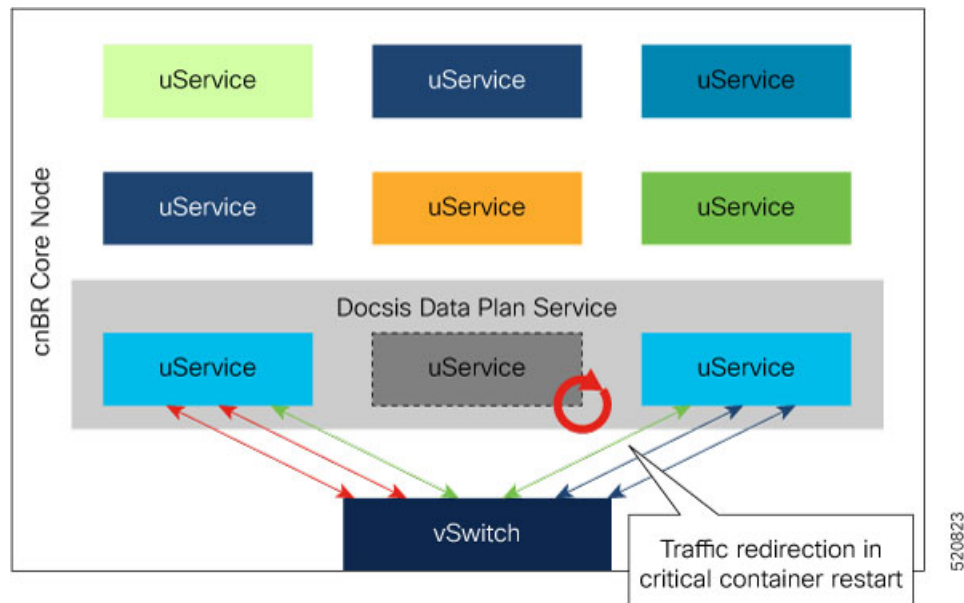 uService
uService
uService
cnBR Core Node
uService
uService
uService
Docsis Data Plan Service
uService
uService
uService
vSwitch
Traffic redirection in
critical container restart
520823